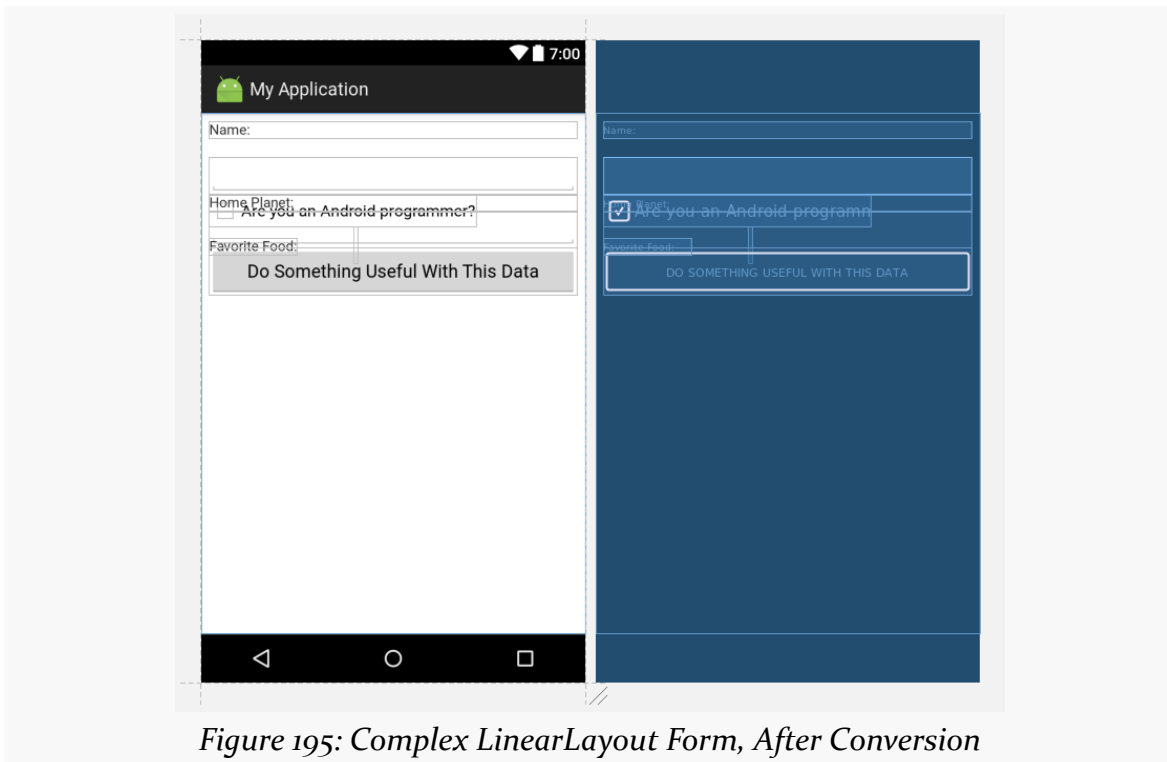 7:00
My Application
Name:
Home Planet:
Are you an Android programmer?
Favorite Food:
Do Something Useful With This Data
Name:
Home Planet:
Are you an Android programm
Favorite Food:
DO SOMETHING USEFUL WITH THIS DATA
Figure 195: Complex LinearLayout Form, After Conversion